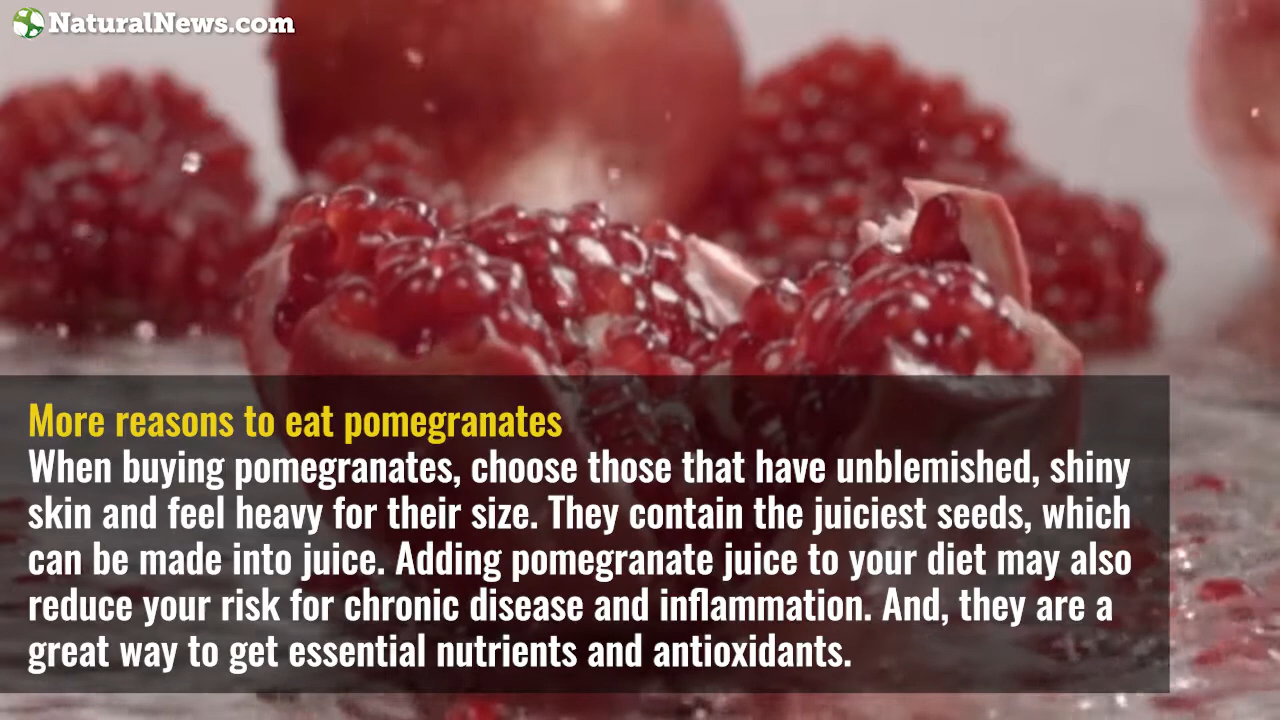 NaturalNews.com
More reasons to eat pomegranates
When buying pomegranates, choose those that have unblemished, shiny
skin and feel heavy for their size. They contain the juiciest seeds, which
can be made into juice. Adding pomegranate juice to your diet may also
reduce your risk for chronic disease and inflammation. And, they are a
great way to get essential nutrients and antioxidants.